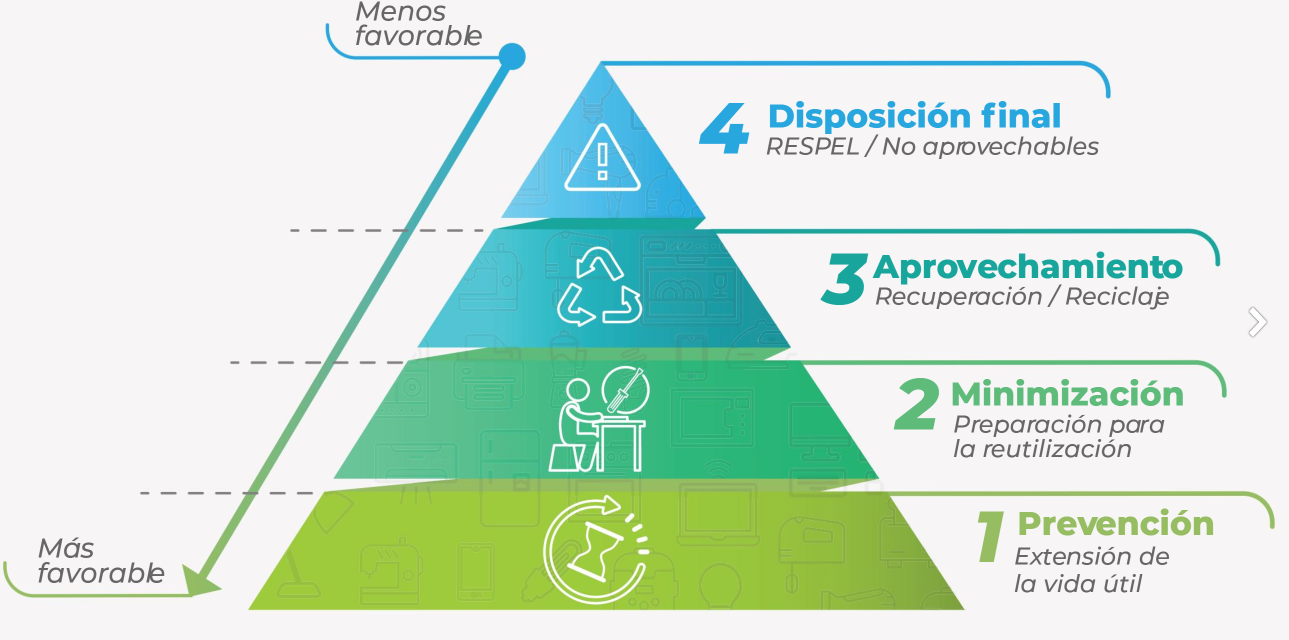 Menos
favorable
4 Disposición final
RESPEL / No aprovechables
3 Aprovechamiento
Recuperación / Reciclaje
2 Minimización
Preparación para
la reutilización
1 Prevención
Extensión de
la vida útil
Más
favorable